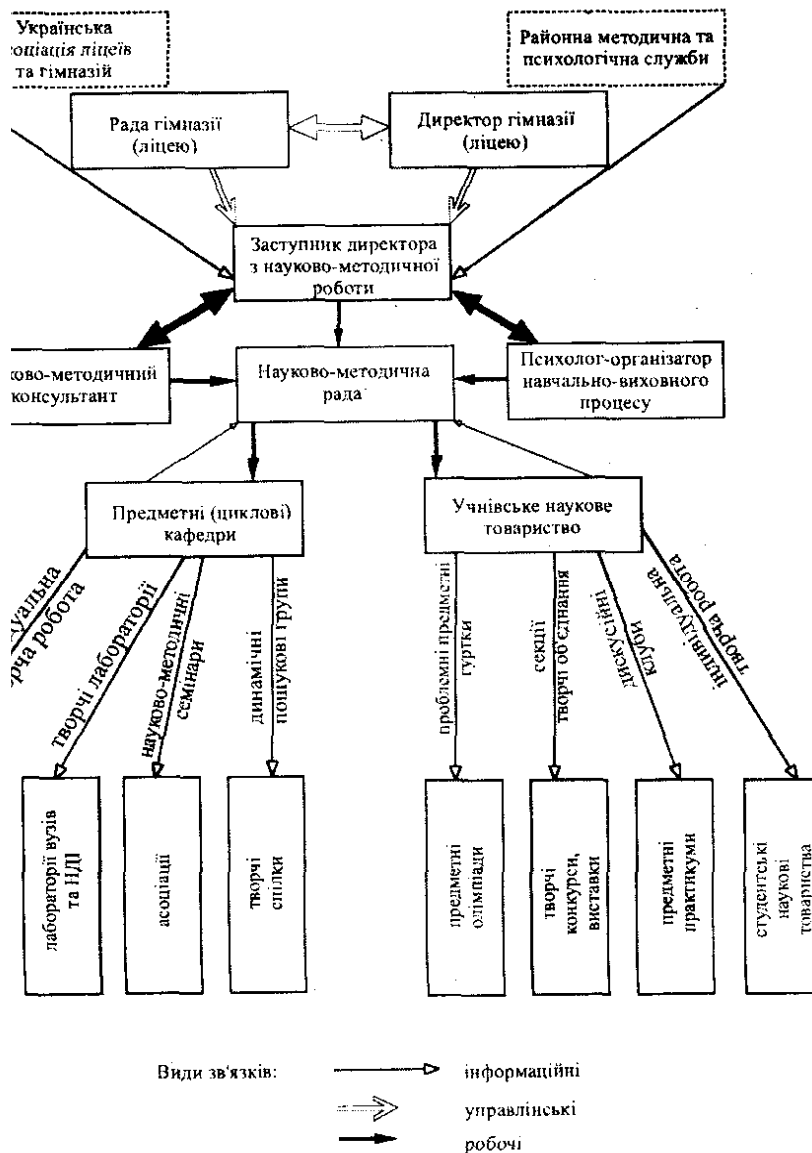 Українська
оціація ліцеїв
та гімназій
Районна методична та
психологічна служби
Рада гімназії
(ліцею)
Директор гімназії
(ліцею)
Заступник директора
з науково-методичної
роботи
ково-методичний
консультант
Науково-методична
рада
Психолог-організатор
навчально-виховного
процесу
Предметні (циклові)
кафедри
Учнівське наукове
товариство
дуальна
рча робота
творчі лабораторії
науково-методичні
семінари
динамічні
пошукові групи
проблемні предметні
гуртки
секції
творчі об'єднання
дискусійні
клуби
індивідуальна
творча робота
лабораторії вузів
та НДІ
асоціації
творчі
спілки
предметні
олімпіади
творчі
конкурси,
виставки
предметні
практикуми
студентські
наукові
товариства
Види зв'язків:
інформаційні
управлінські
робочі